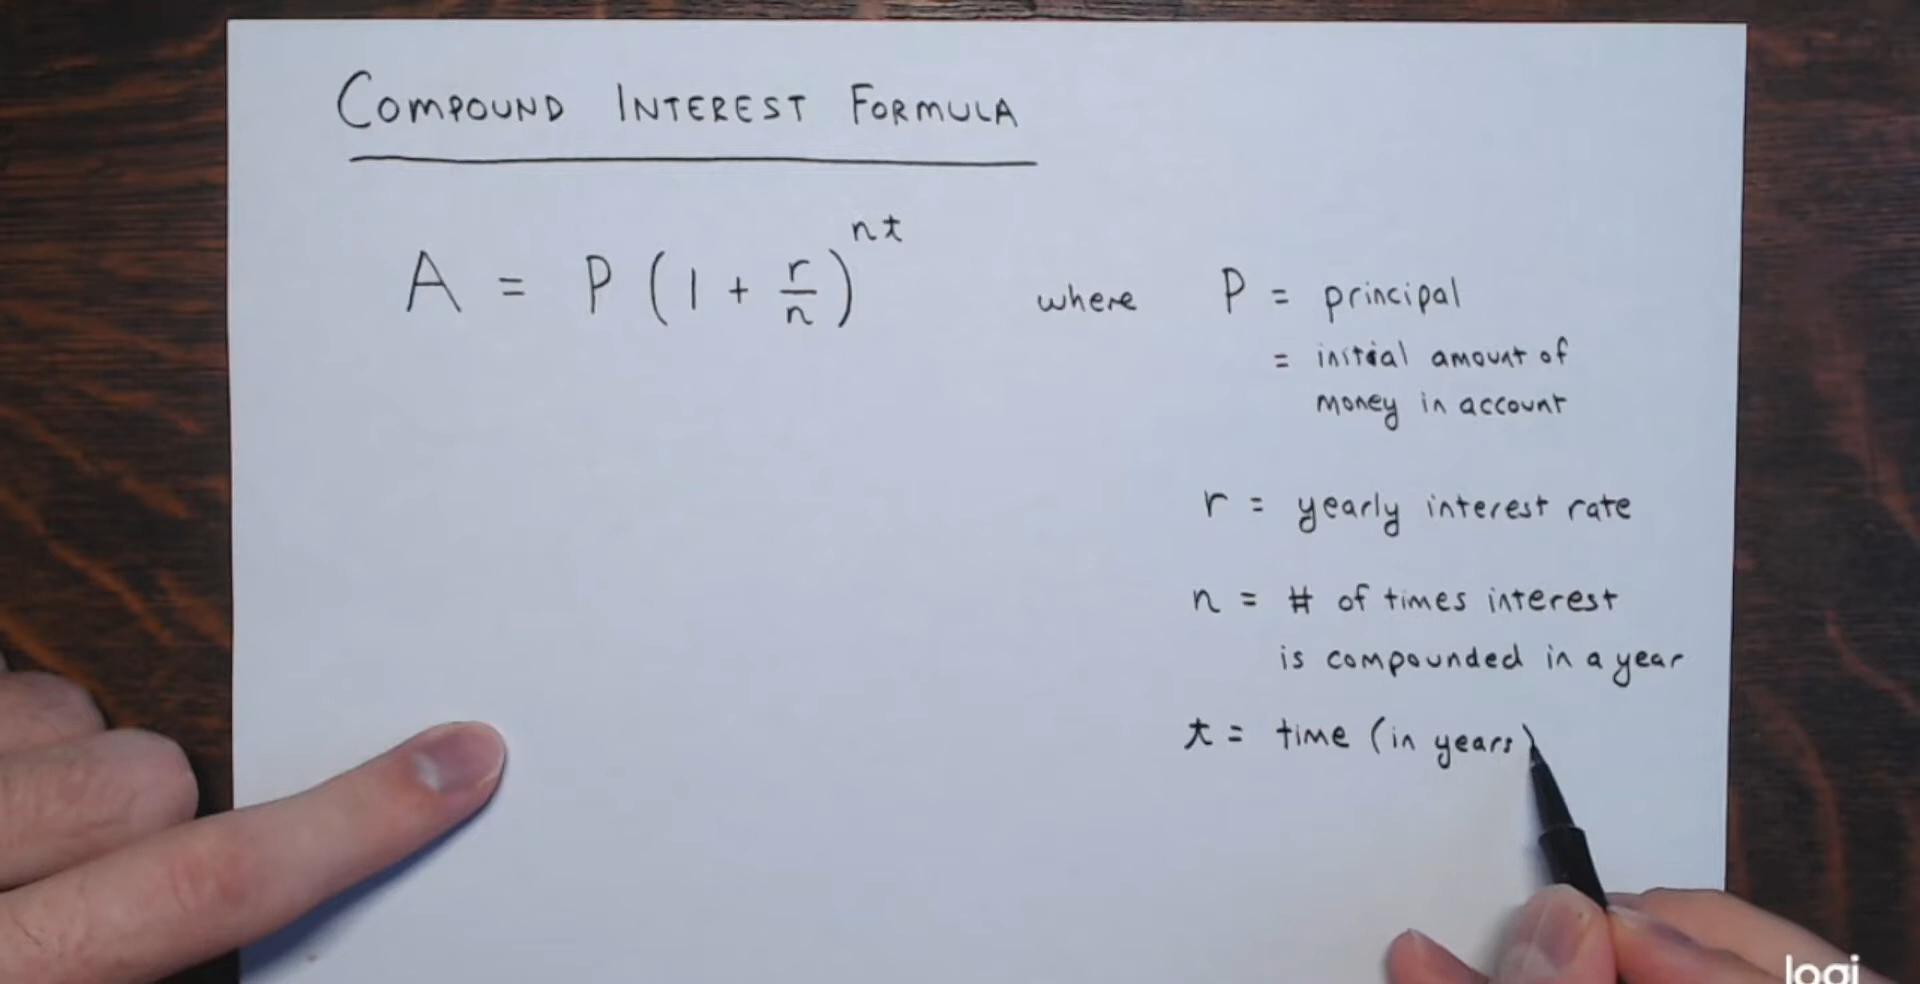 COMPOUND INTEREST FORMULA
A = P (1 + r/n)^nt
where P = principal
= initial amount of
money in account
r = yearly interest rate
n = # of times interest
is compounded in a year
t = time (in years)
logi